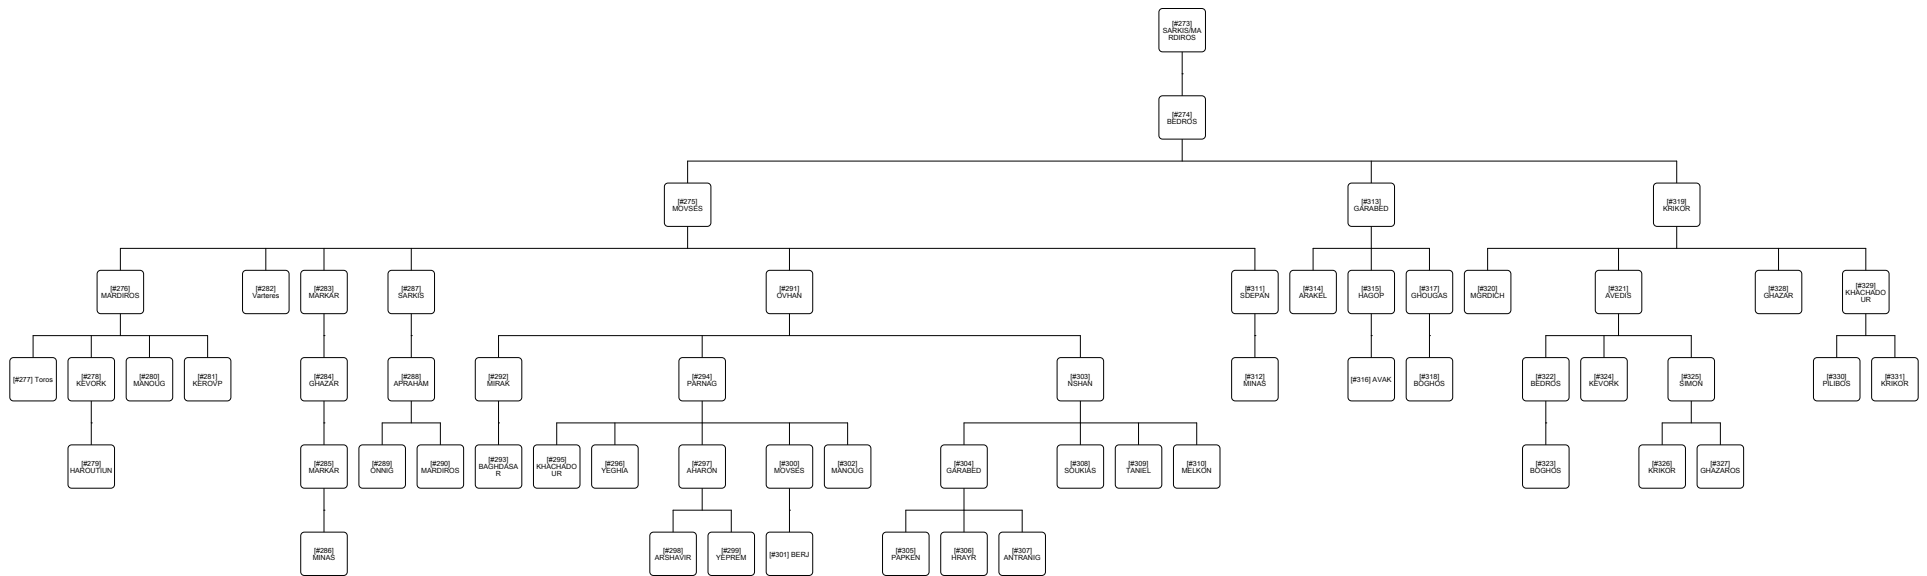 [#273]
SARKIS/MA
RDIROS
[#274]
BEDROS
[#275]
MOVSES
[#313]
GARABED
[#319]
KRIKOR
[#276]
MARDIROS
[#282]
Varteres
[#283]
MARKAR
[#287]
SARKIS
[#291]
OVHAN
[#311]
SDEPAN
[#314]
ARAKEL
[#315]
HAGOP
[#317]
GHOUGAS
[#320]
MGRDICH
[#321]
AVEDIS
[#328]
GHAZAR
[#329]
KHACHADO
UR
[#277] Toros
[#278]
KEVORK
[#280]
MANOUG
[#281]
KEROVP
[#284]
GHAZAR
[#288]
APRAHAM
[#292]
MIRAK
[#294]
PARNAG
[#303]
NSHAN
[#312]
MINAS
[#316] AVAK
[#318]
BOGHOS
[#322]
BEDROS
[#324]
KEVORK
[#325]
SIMON
[#330]
PILIBOS
[#331]
KRIKOR
[#279]
HAROUTIUN
[#285]
MARKAR
[#289]
ONNIG
[#290]
MARDIROS
[#293]
BAGHDASA
R
[#295]
KHACHADO
UR
[#296]
YEGHIA
[#297]
AHARON
[#300]
MOVSES
[#302]
MANOUG
[#304]
GARABED
[#308]
SOUKIAS
[#309]
TANIEL
[#310]
MELKON
[#323]
BOGHOS
[#326]
KRIKOR
[#327]
GHAZAROS
[#286]
MINAS
[#298]
ARSHAVIR
[#299]
YEPREM
[#301] BERJ
[#305]
PAPKEN
[#306]
HRAYR
[#307]
ANTRANIG